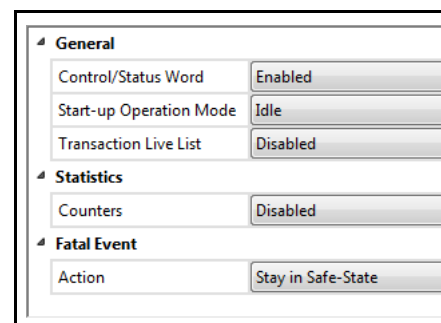 General
Control/Status Word Enabled
Start-up Operation Mode Idle
Transaction Live List Disabled
Statistics
Counters Disabled
Fatal Event
Action Stay in Safe-State